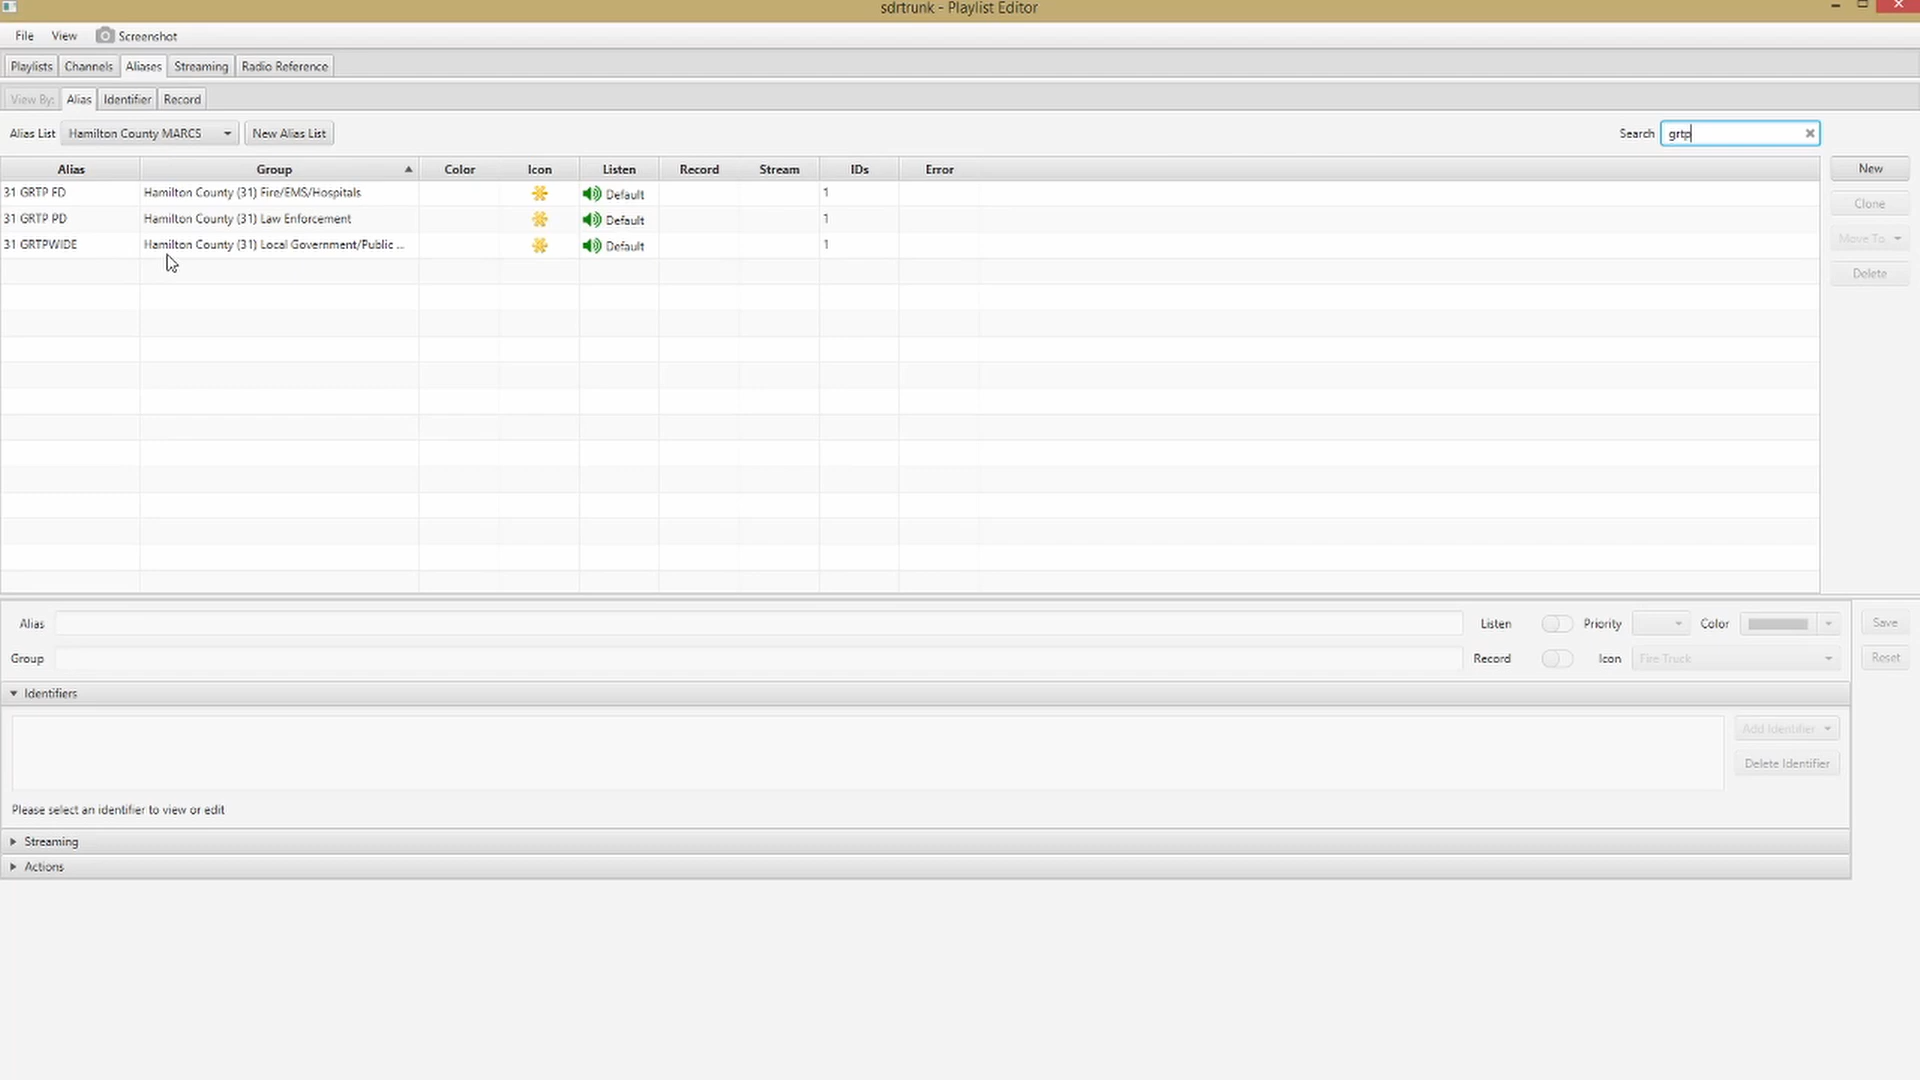 sdrtrunk - Playlist Editor
File View Screenshot
Playlists Channels Aliases Streaming Radio Reference
View By: Alias Identifier Record
Alias List Hamilton County MARCS New Alias List Search grtp
Alias Group Color Icon Listen Record Stream IDs Error
31 GRTP FD Hamilton County (31) Fire/EMS/Hospitals Default 1
31 GRTP PD Hamilton County (31) Law Enforcement Default 1
31 GRTPWIDE Hamilton County (31) Local Government/Public ... Default 1
New
Clone
Move To
Delete
Alias Listen Priority Color Save
Group Record Icon Fire Truck Reset
Identifiers
Add Identifier
Delete Identifier
Please select an identifier to view or edit
Streaming
Actions